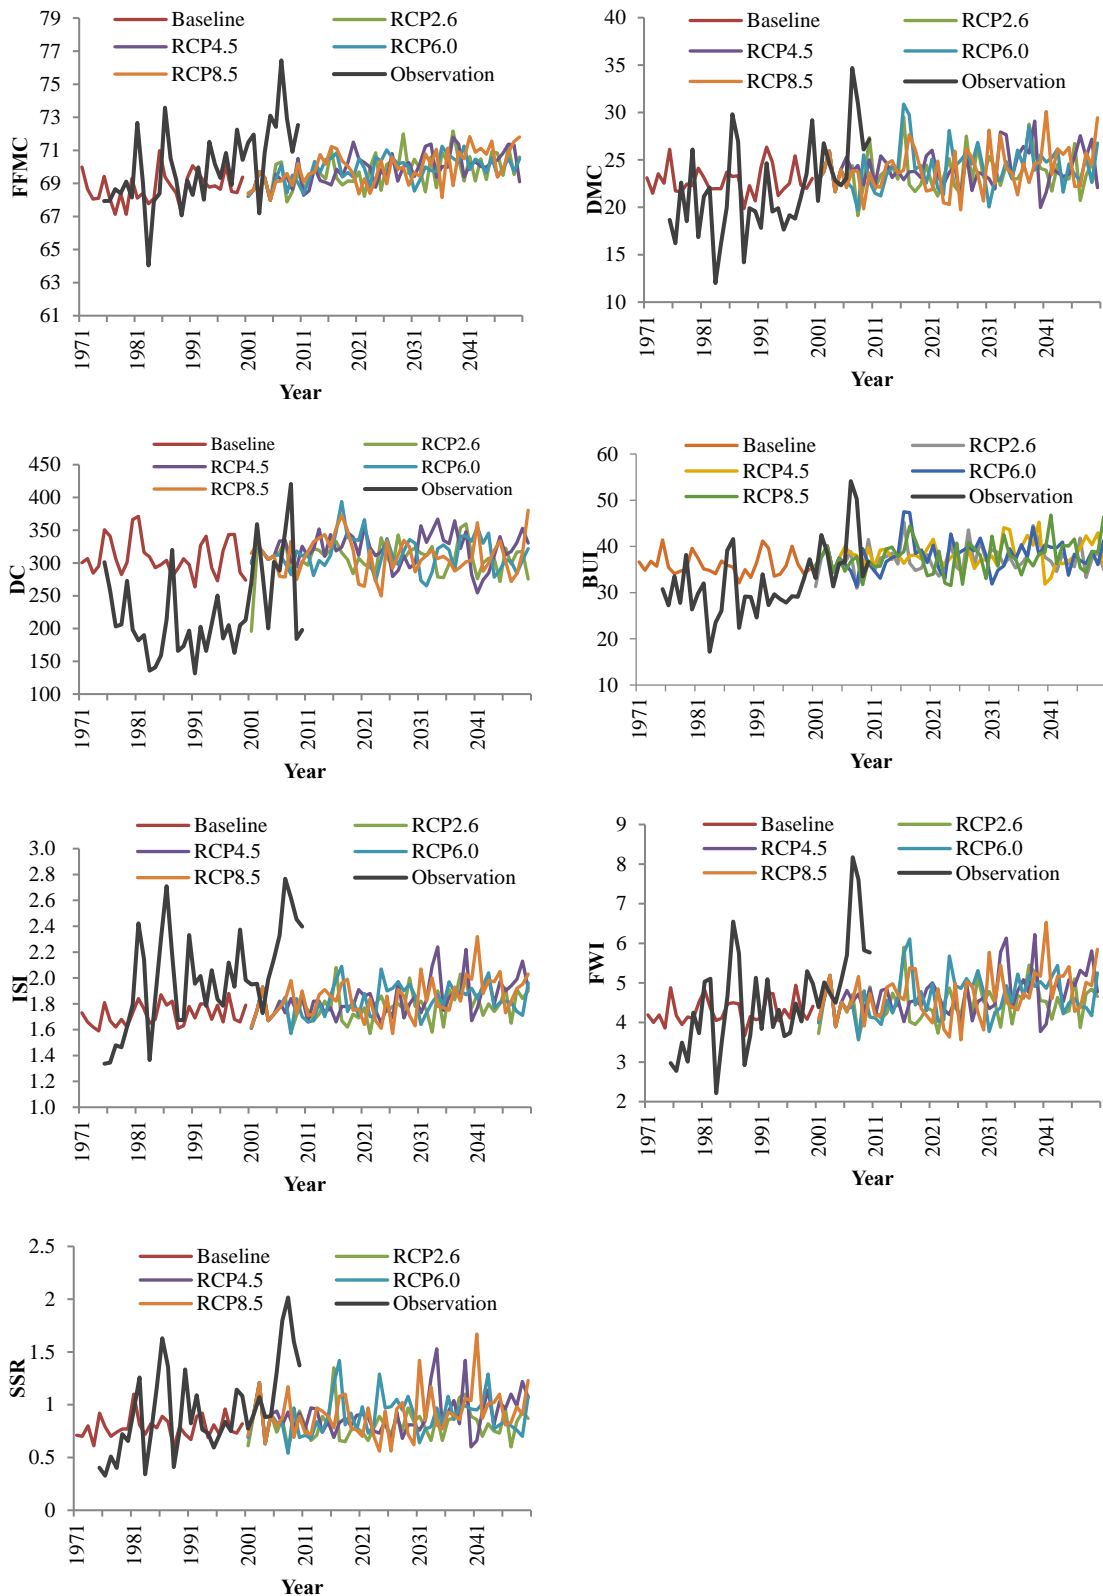 Baseline RCP2.6
RCP4.5 RCP6.0
RCP8.5 Observation
79
77
75
73
71
69
67
65
63
61
FFMC
1971 1981 1991 2001 2011 2021 2031 2041
Year
Baseline RCP2.6
RCP4.5 RCP6.0
RCP8.5 Observation
40
35
30
25
20
15
10
DMC
1971 1981 1991 2001 2011 2021 2031 2041
Year
Baseline RCP2.6
RCP4.5 RCP6.0
RCP8.5 Observation
450
400
350
300
250
200
150
100
DC
1971 1981 1991 2001 2011 2021 2031 2041
Year
Baseline RCP2.6
RCP4.5 RCP6.0
RCP8.5 Observation
60
50
40
30
20
10
BUI
1971 1981 1991 2001 2011 2021 2031 2041
Year
Baseline RCP2.6
RCP4.5 RCP6.0
RCP8.5 Observation
3.0
2.8
2.6
2.4
2.2
2.0
1.8
1.6
1.4
1.2
1.0
ISI
1971 1981 1991 2001 2011 2021 2031 2041
Year
Baseline RCP2.6
RCP4.5 RCP6.0
RCP8.5 Observation
9
8
7
6
5
4
3
2
FWI
1971 1981 1991 2001 2011 2021 2031 2041
Year
Baseline RCP2.6
RCP4.5 RCP6.0
RCP8.5 Observation
2.5
2
1.5
1
0.5
0
SSR
1971 1981 1991 2001 2011 2021 2031 2041
Year